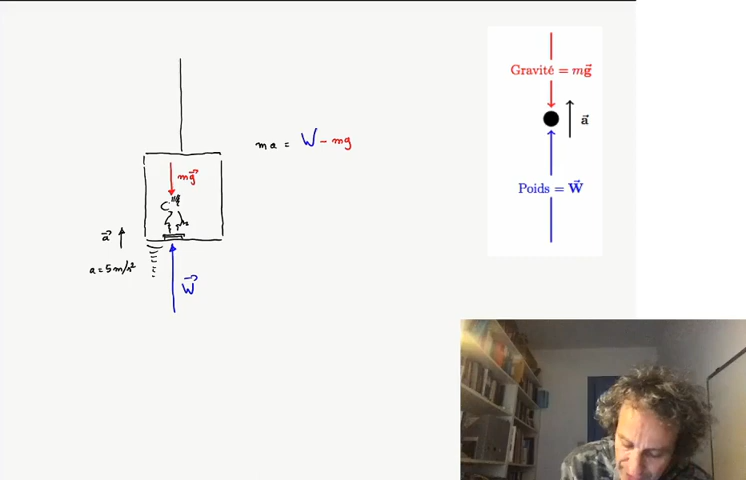 Gravité = mg⃗
a⃗
Poids = W⃗
ma = W - mg
mg⃗
a⃗
a = 5 m/s²
W⃗